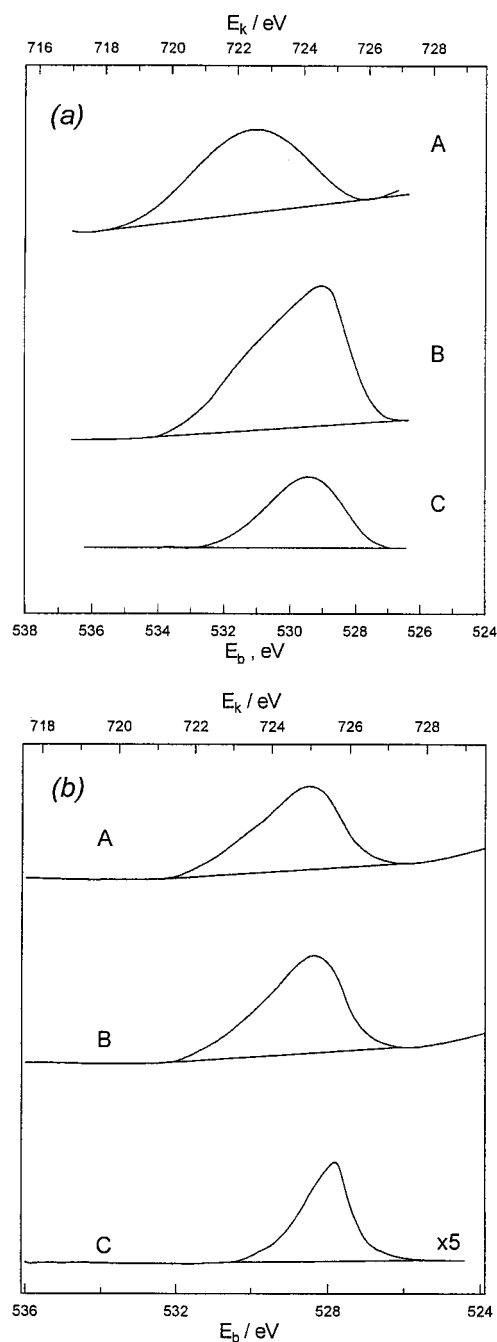 E_k / eV
716 718 720 722 724 726 728
(a)
A
B
C
538 536 534 532 530 528 526 524
E_b , eV
E_k / eV
718 720 722 724 726 728
(b)
A
B
C x5
536 532 528 524
E_b / eV